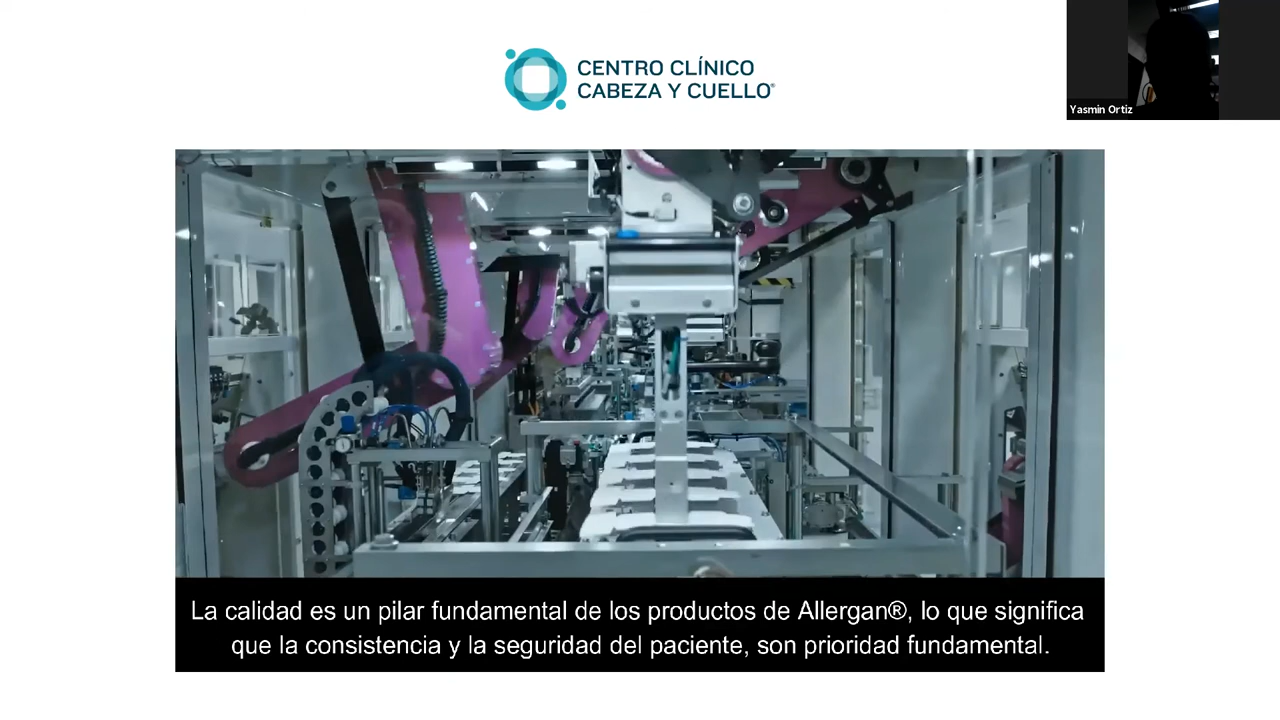 CENTRO CLÍNICO
CABEZA Y CUELLO®
Yasmin Ortiz
La calidad es un pilar fundamental de los productos de Allergan®, lo que significa
que la consistencia y la seguridad del paciente, son prioridad fundamental.